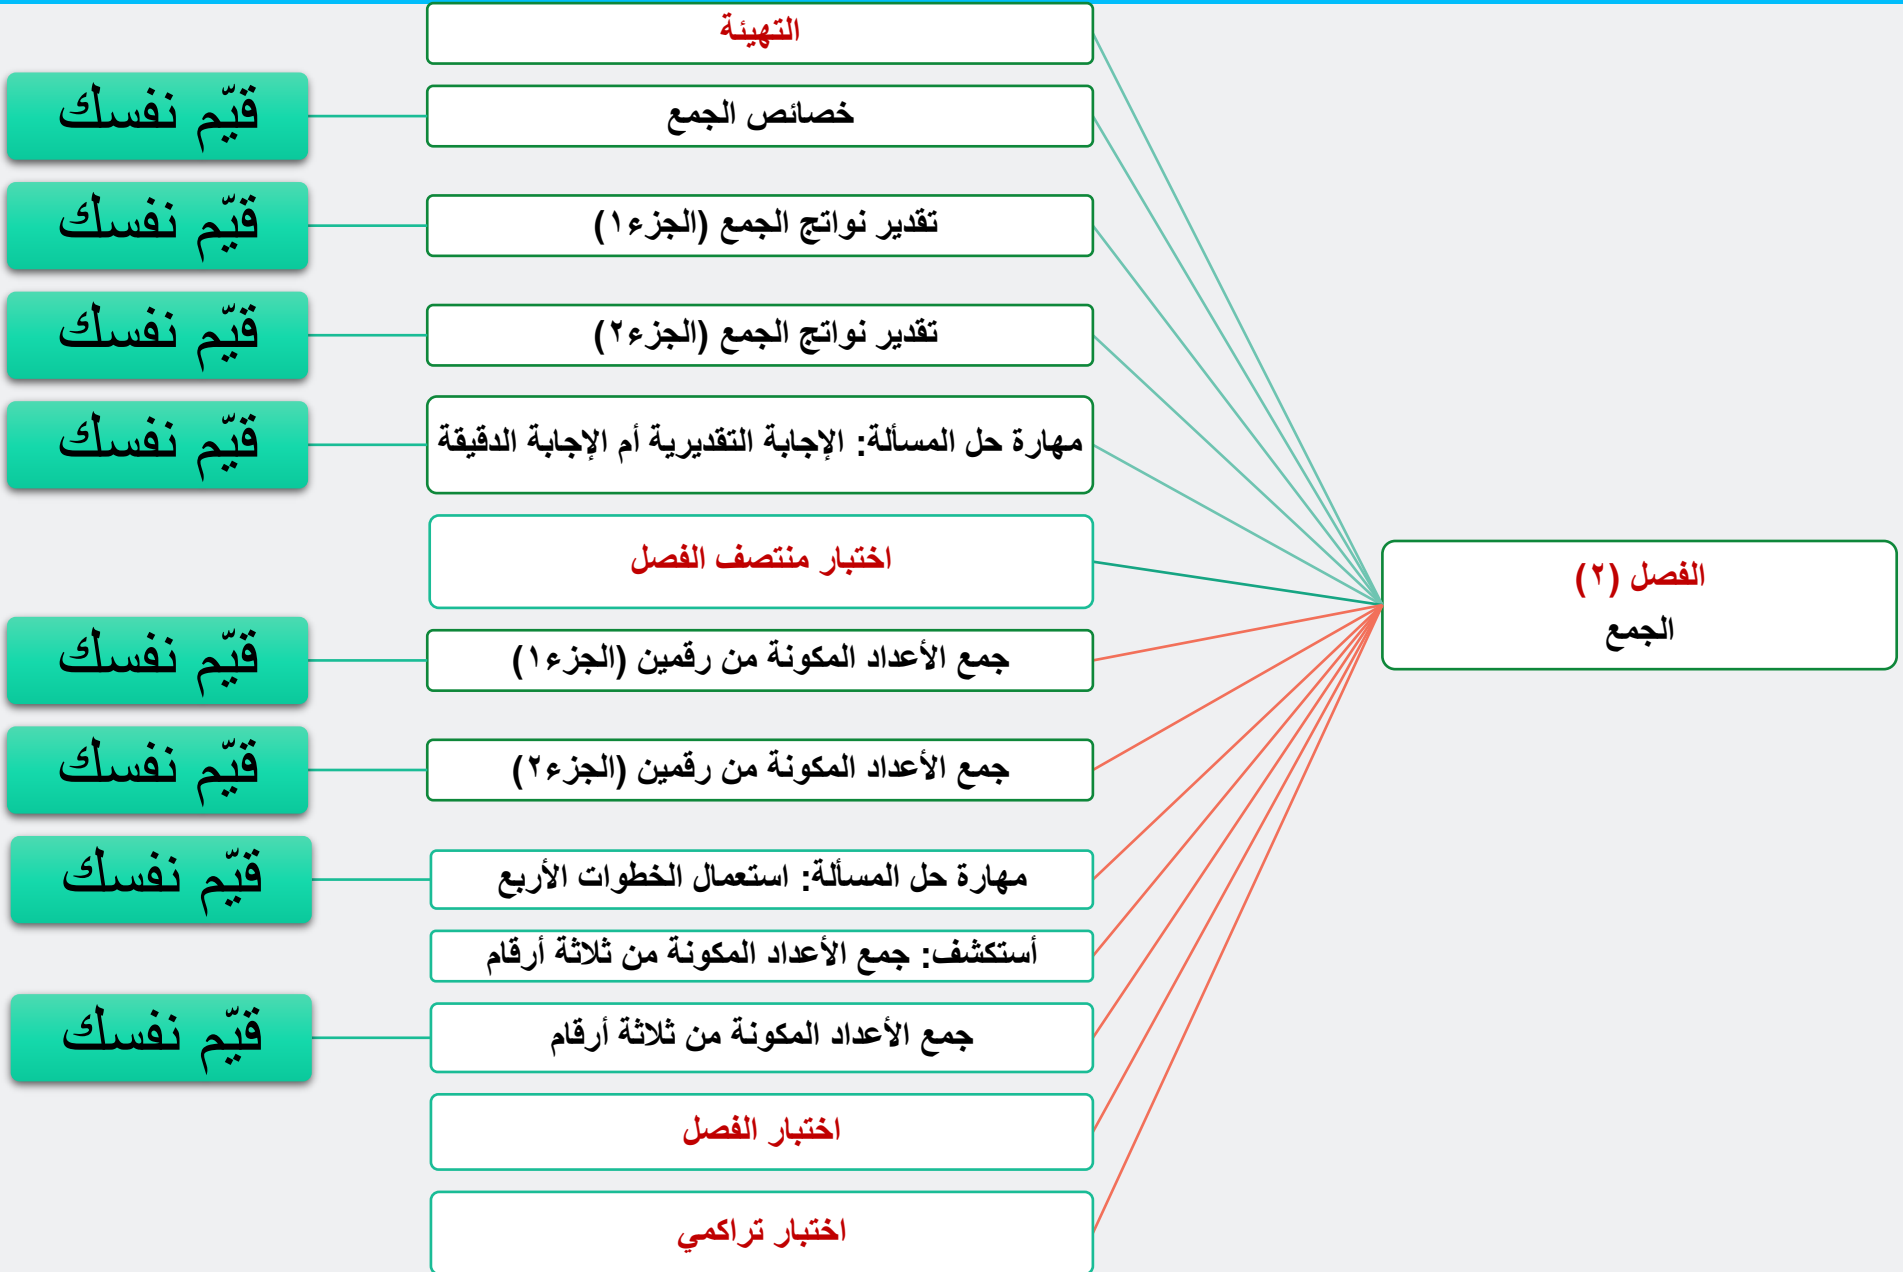 الفصل (٢)
الجمع
التهيئة
خصائص الجمع
قيّم نفسك
تقدير نواتج الجمع (الجزء١)
قيّم نفسك
تقدير نواتج الجمع (الجزء٢)
قيّم نفسك
مهارة حل المسألة: الإجابة التقديرية أم الإجابة الدقيقة
قيّم نفسك
اختبار منتصف الفصل
جمع الأعداد المكونة من رقمين (الجزء١)
قيّم نفسك
جمع الأعداد المكونة من رقمين (الجزء٢)
قيّم نفسك
مهارة حل المسألة: استعمال الخطوات الأربع
قيّم نفسك
أستكشف: جمع الأعداد المكونة من ثلاثة أرقام
جمع الأعداد المكونة من ثلاثة أرقام
قيّم نفسك
اختبار الفصل
اختبار تراكمي